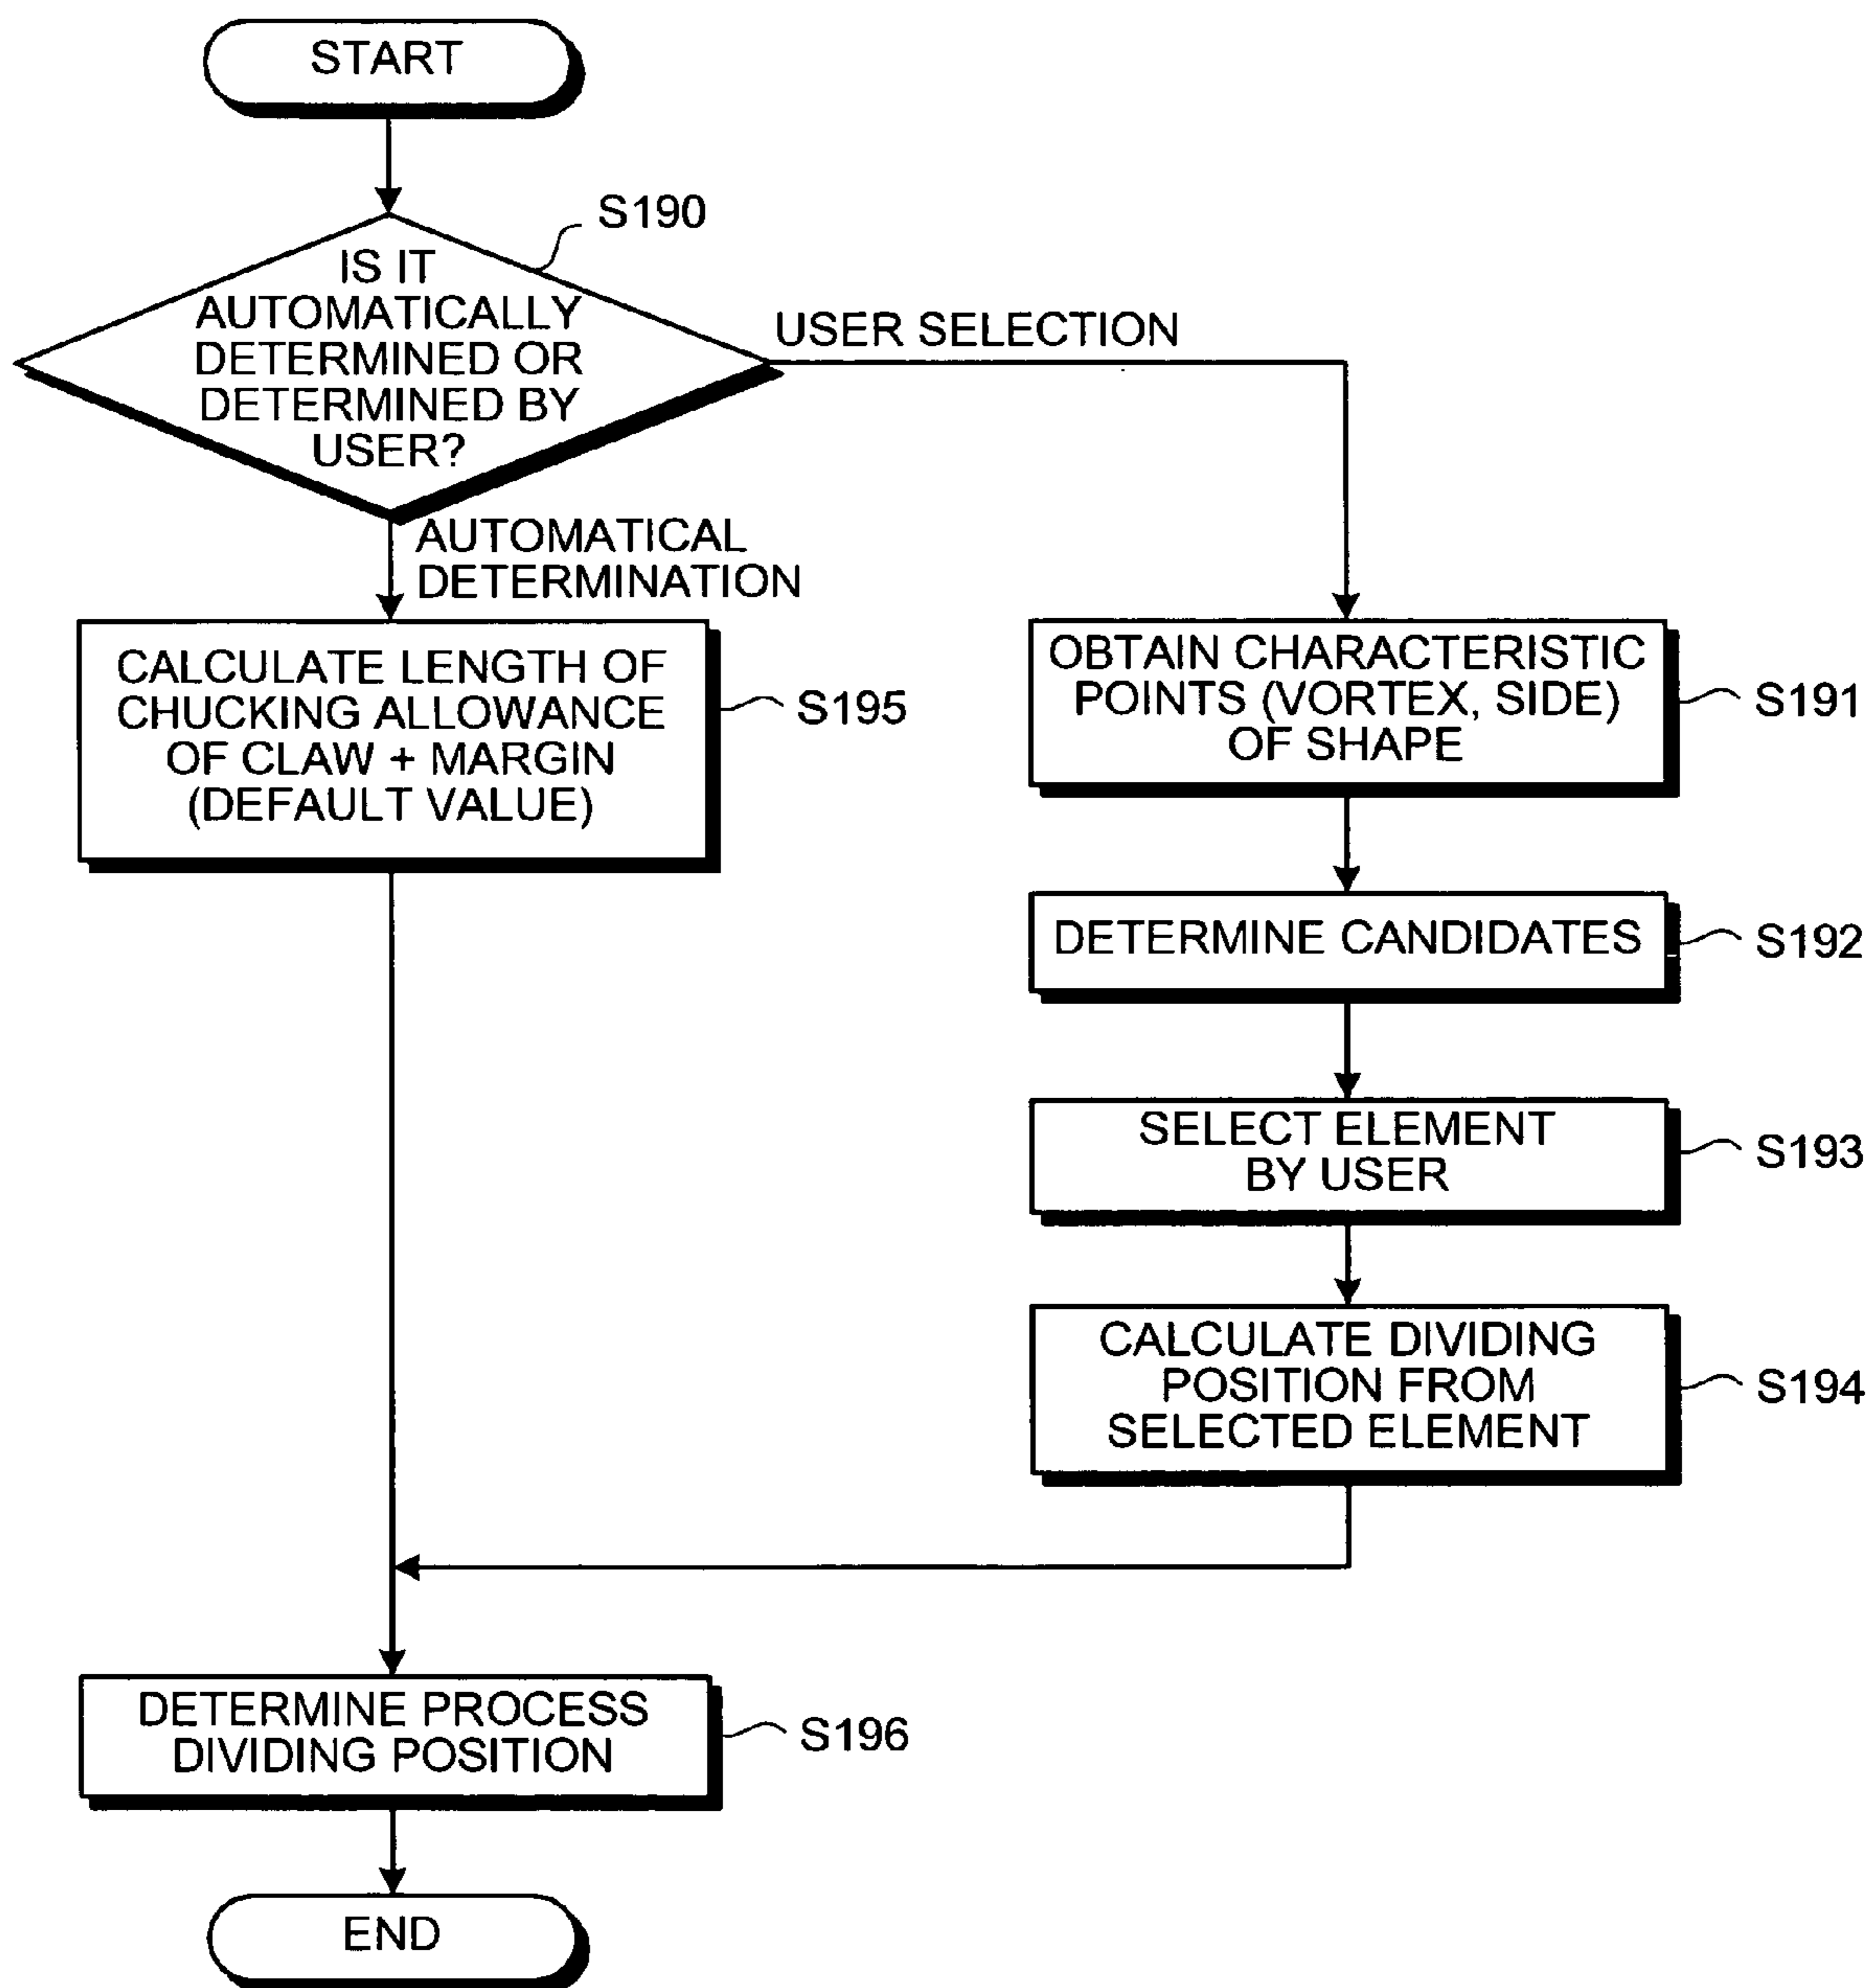 START
S190
IS IT
AUTOMATICALLY
DETERMINED OR
DETERMINED BY
USER?
USER SELECTION
AUTOMATICAL
DETERMINATION
CALCULATE LENGTH OF
CHUCKING ALLOWANCE
OF CLAW + MARGIN
(DEFAULT VALUE)
S195
OBTAIN CHARACTERISTIC
POINTS (VORTEX, SIDE)
OF SHAPE
S191
DETERMINE CANDIDATES
S192
SELECT ELEMENT
BY USER
S193
CALCULATE DIVIDING
POSITION FROM
SELECTED ELEMENT
S194
DETERMINE PROCESS
DIVIDING POSITION
S196
END